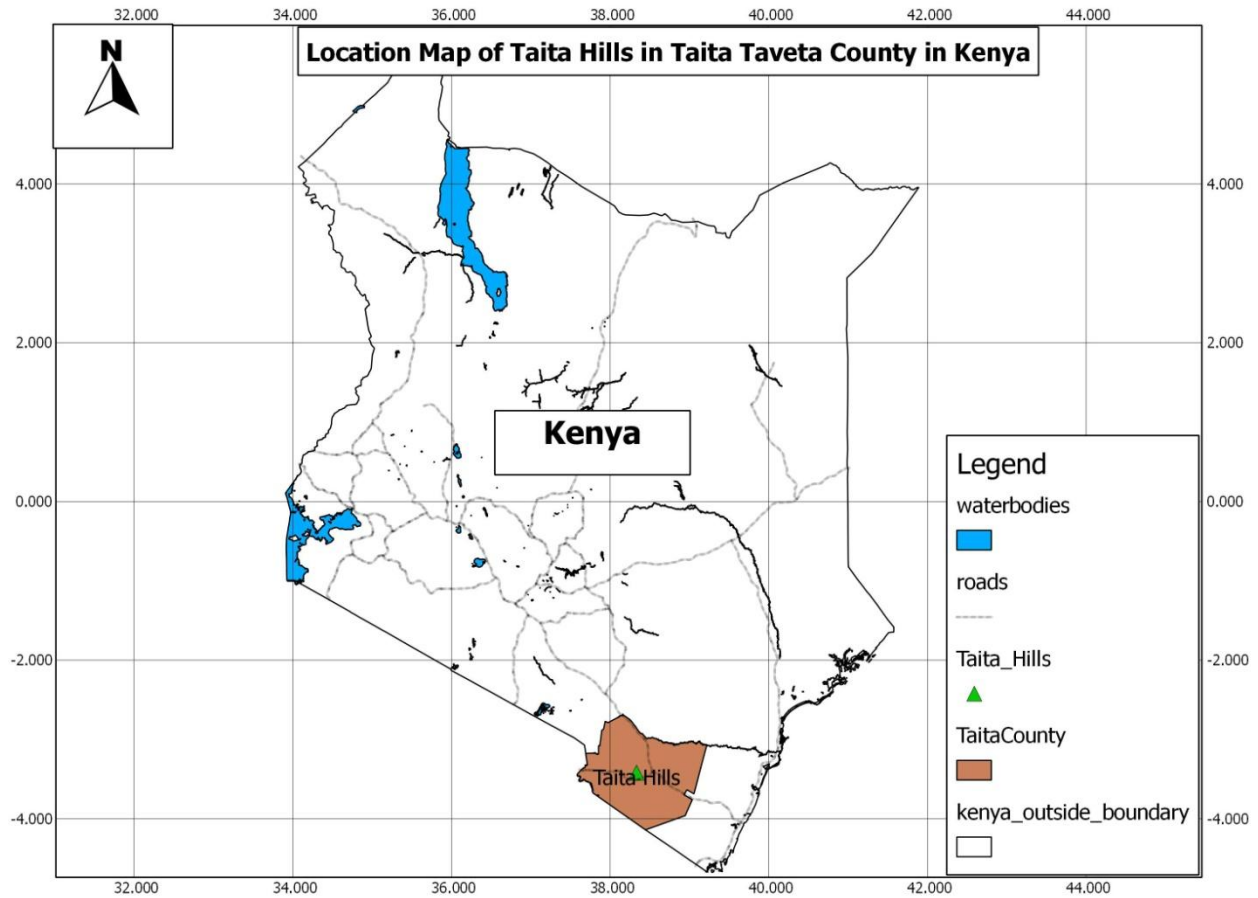 32.000 34.000 36.000 38.000 40.000 42.000 44.000
N
Location Map of Taita Hills in Taita Taveta County in Kenya
4.000 4.000
2.000 2.000
Kenya
Legend
waterbodies
0.000 0.000
roads
Taita_Hills
-2.000 -2.000
TaitaCounty
Taita Hills
kenya_outside_boundary
-4.000 -4.000
32.000 34.000 36.000 38.000 40.000 42.000 44.000